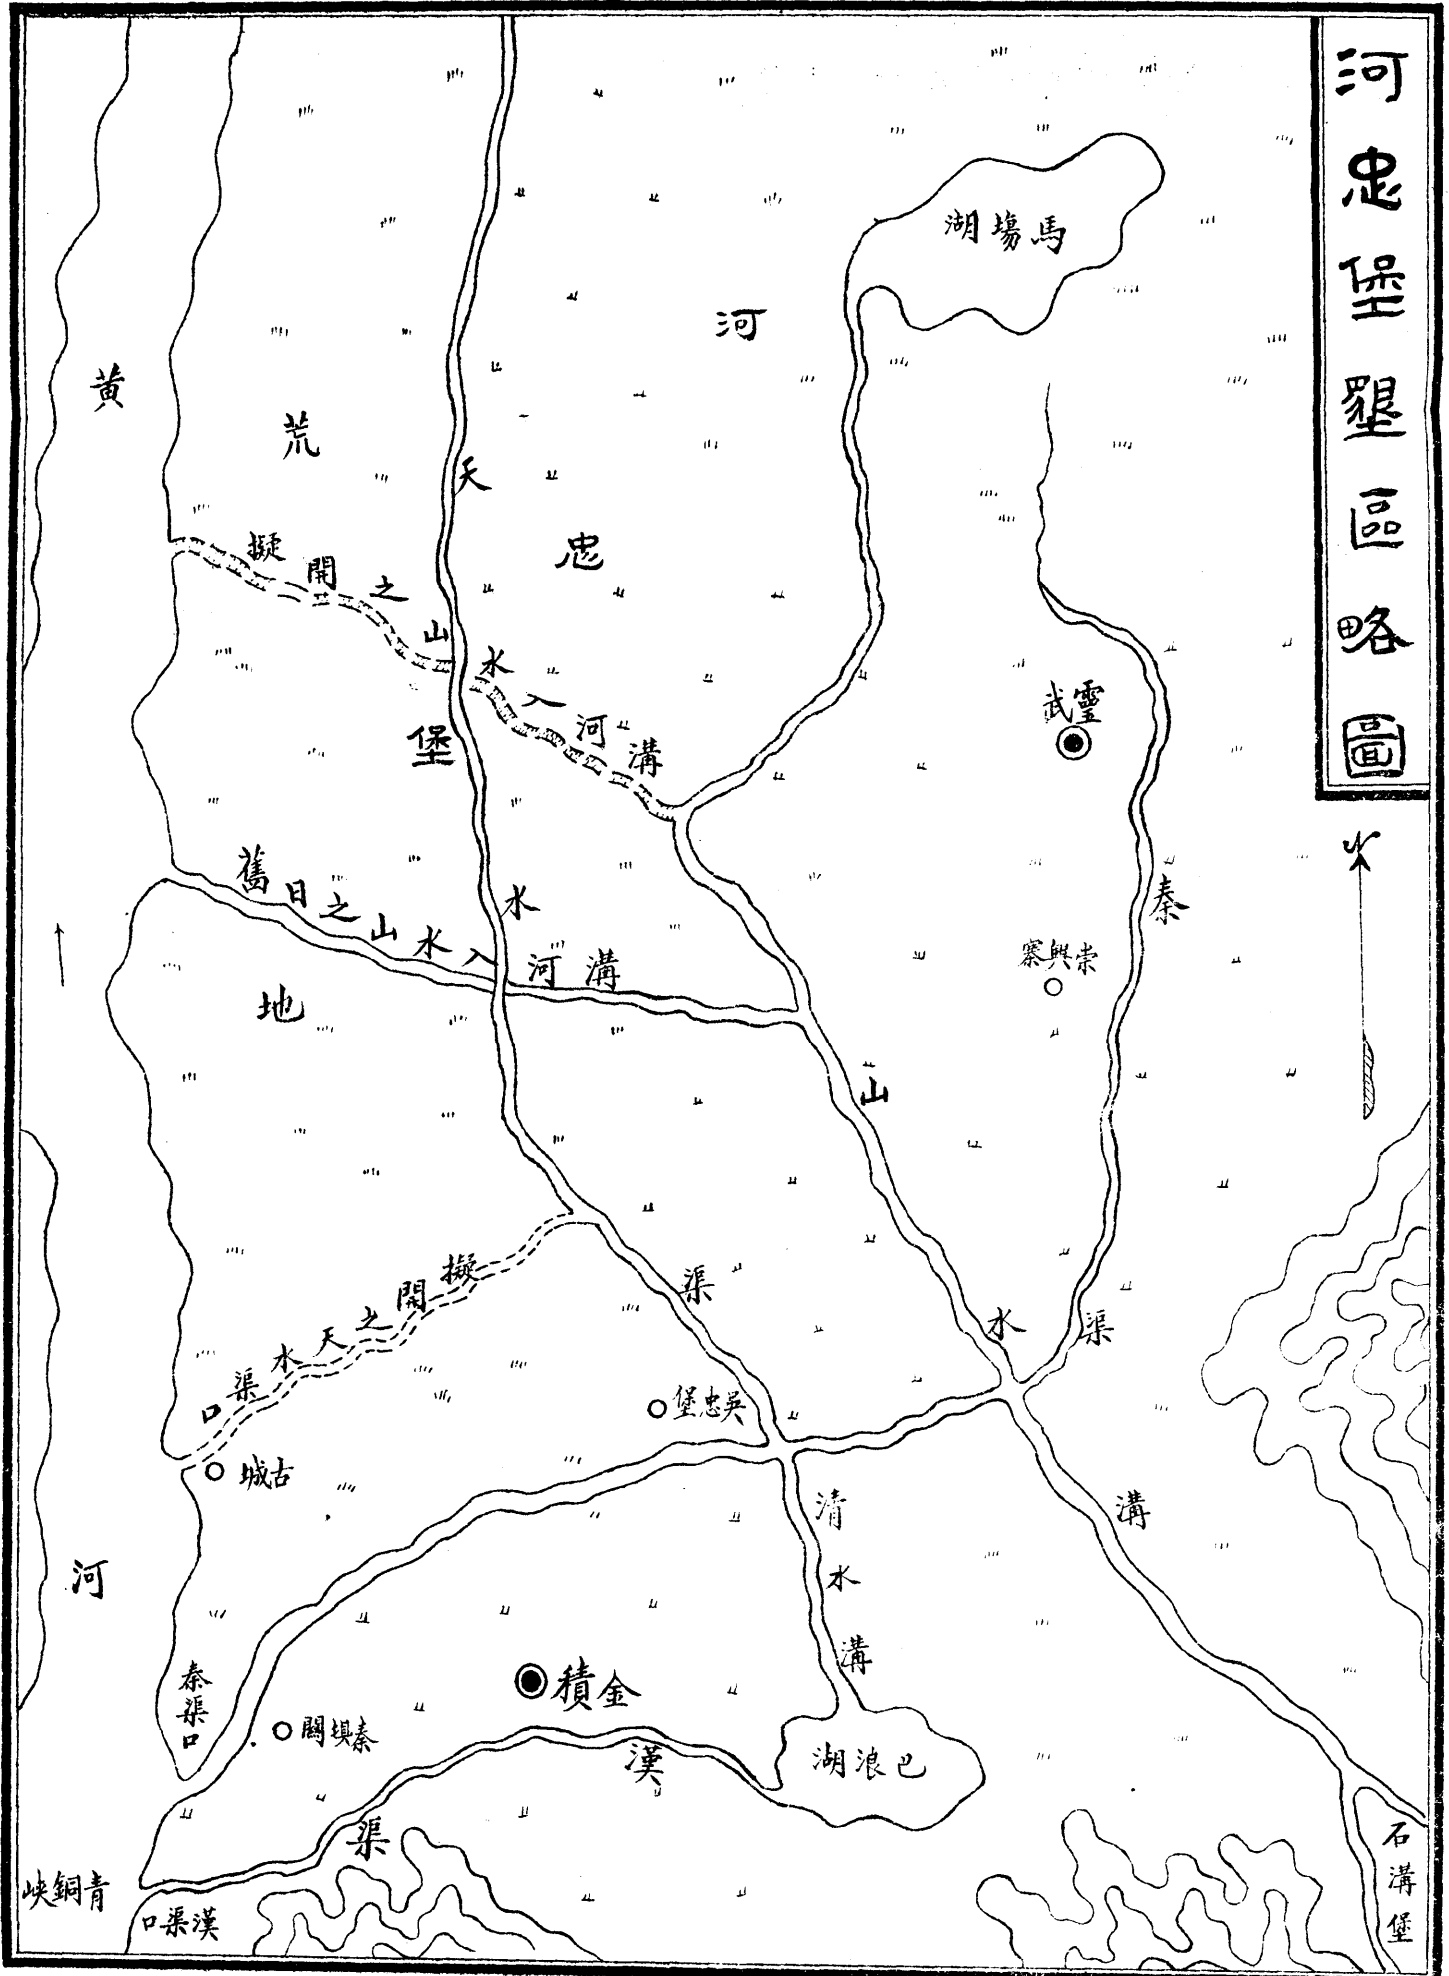 河忠堡墾區略圖
馬塲湖
河忠堡荒地
黄河
天水渠
擬開之山水入河溝
舊日之山水入河溝
靈武
秦渠
崇興寨
山水溝
擬開之天水渠口
吳忠堡
古城
清水溝
秦渠口
金積
秦垻關
漢渠
巴浪湖
石溝堡
青銅峽
漢渠口